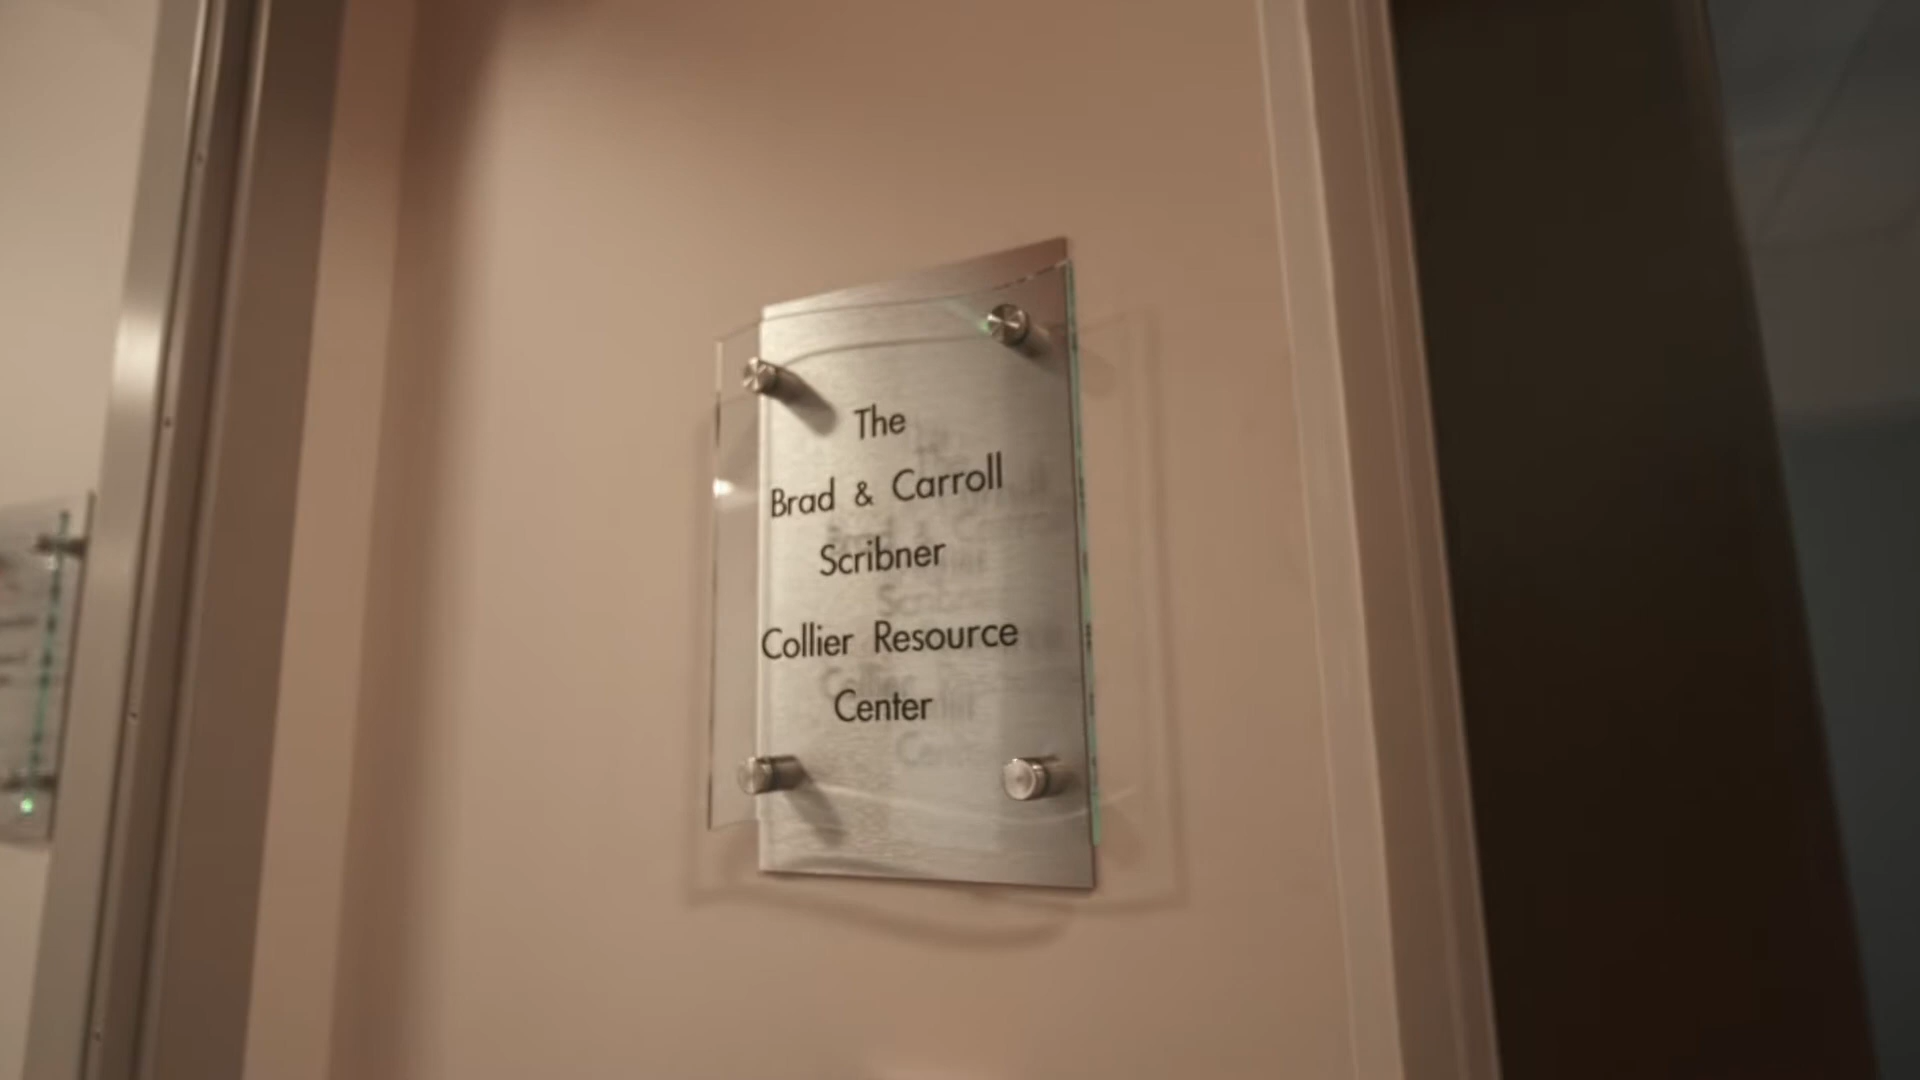 The
Brad & Carroll
Scribner
Collier Resource
Center